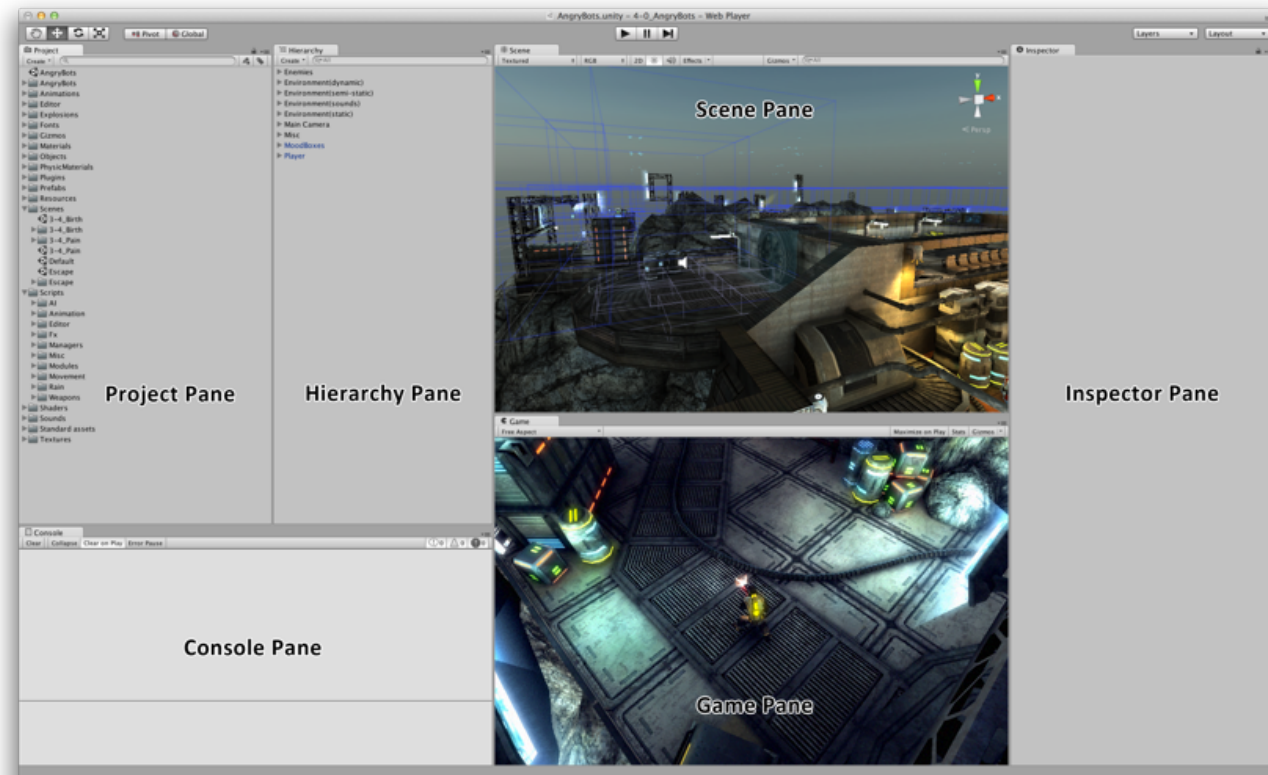 AngryBots.unity - 4-0_AngryBots - Web Player
Pivot Global
Layers Layout
Project
Create
AngryBots
AngryBots
Animations
Editor
Explosions
Fonts
Gizmos
Materials
Objects
PhysicMaterials
Plugins
Prefabs
Resources
Scenes
3-4_Birth
3-4_Birth
3-4_Pain
3-4_Pain
Default
Escape
Escape
Scripts
AI
Animation
Editor
Fx
Managers
Misc
Modules
Movement
Rain
Weapons
Shaders
Sounds
Standard assets
Textures
Project Pane
Hierarchy
Create All
Enemies
Environment(dynamic)
Environment(semi-static)
Environment(sounds)
Environment(static)
Main Camera
Misc
MoodBoxes
Player
Hierarchy Pane
Scene
Textured RGB 2D Effects Gizmos All
Scene Pane
Persp
Inspector
Inspector Pane
Game
Free Aspect Maximize on Play Stats Gizmos
Game Pane
Console
Clear Collapse Clear on Play Error Pause 0 0 0
Console Pane